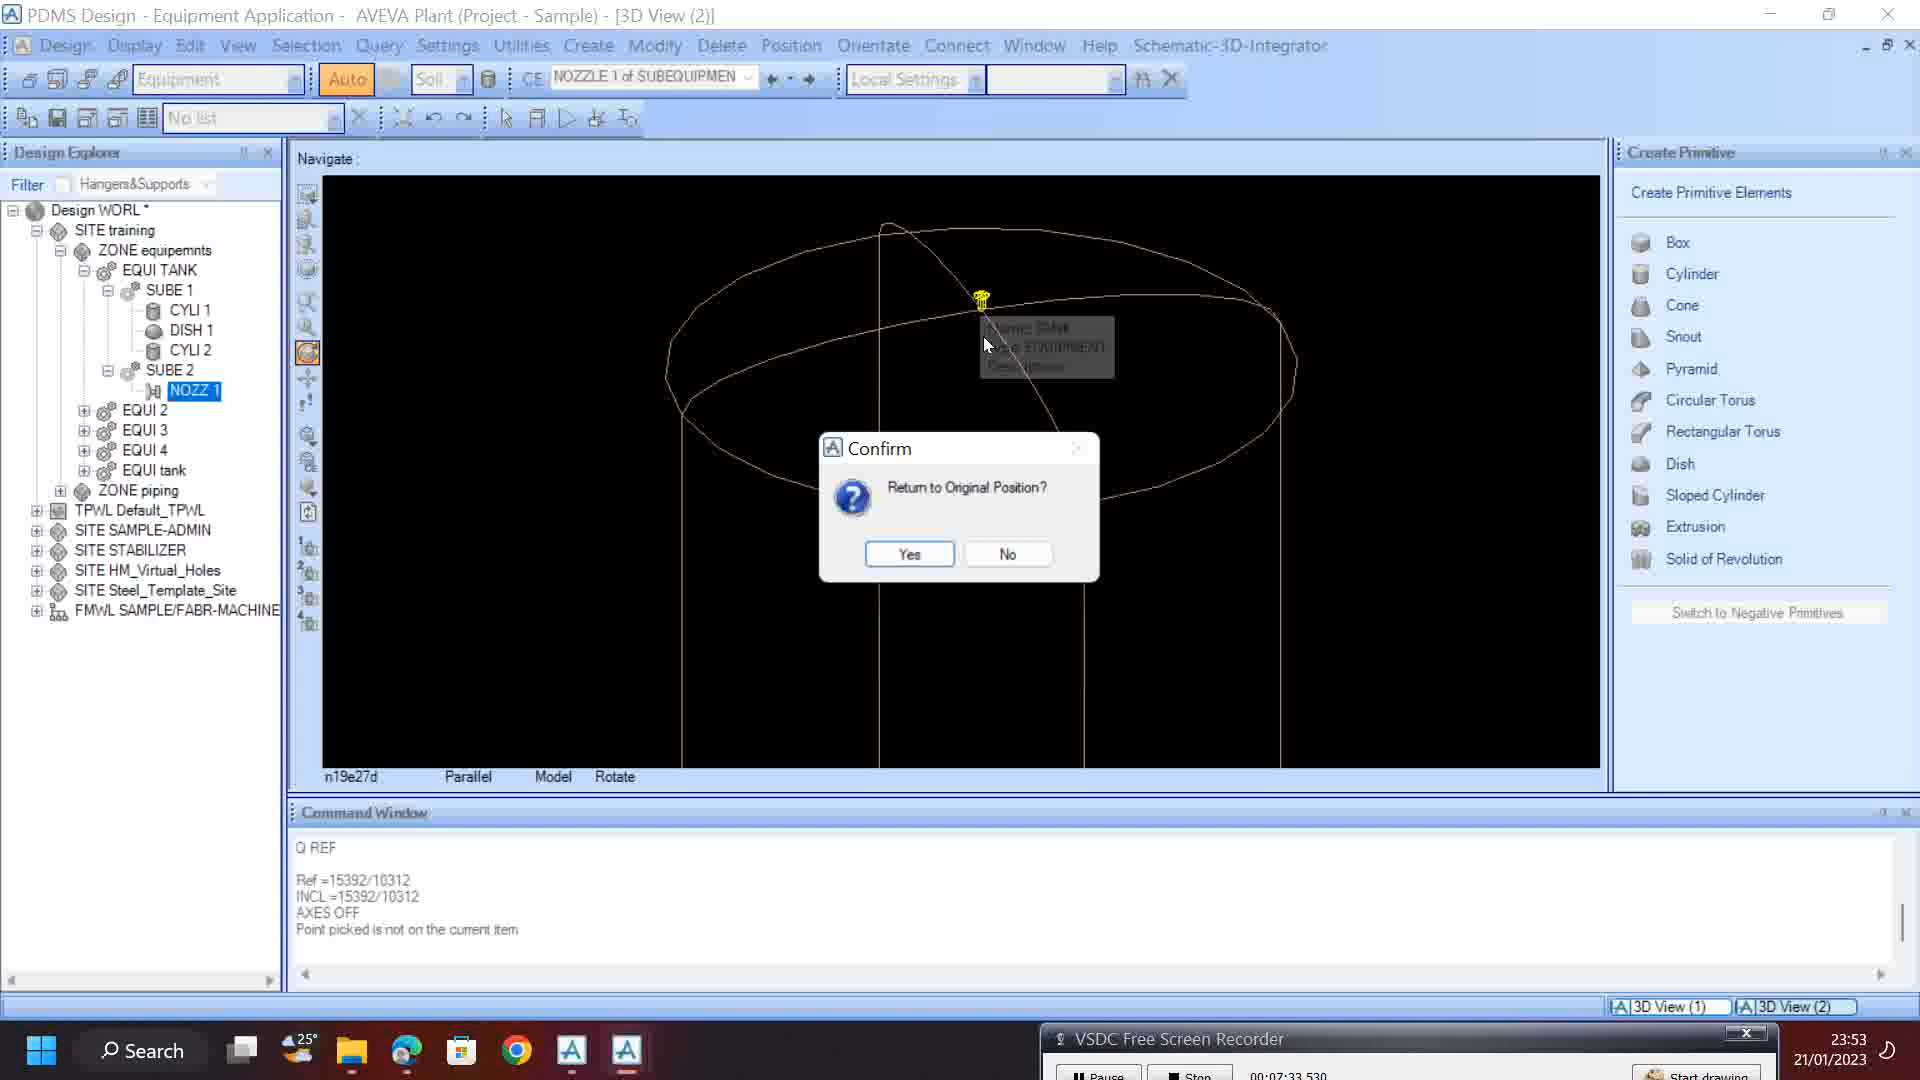 PDMS Design - Equipment Application - AVEVA Plant (Project - Sample) - [3D View (2)]
Design Display Edit View Selection Query Settings Utilities Create Modify Delete Position Orientate Connect Window Help Schematic-3D-Integrator
Equipment Auto Soli CE NOZZLE 1 of SUBEQUIPMEN Local Settings
No list
Design Explorer
Filter Hangers&Supports
Design WORL *
SITE training
ZONE equipemnts
EQUI TANK
SUBE 1
CYLI 1
DISH 1
CYLI 2
SUBE 2
NOZZ 1
EQUI 2
EQUI 3
EQUI 4
EQUI tank
ZONE piping
TPWL Default_TPWL
SITE SAMPLE-ADMIN
SITE STABILIZER
SITE HM_Virtual_Holes
SITE Steel_Template_Site
FMWL SAMPLE/FABR-MACHINE
Navigate :
CE
1
2
3
4
Confirm
Return to Original Position?
Yes No
n19e27d Parallel Model Rotate
Create Primitive
Create Primitive Elements
Box
Cylinder
Cone
Snout
Pyramid
Circular Torus
Rectangular Torus
Dish
Sloped Cylinder
Extrusion
Solid of Revolution
Switch to Negative Primitives
Command Window
Q REF
Ref =15392/10312
INCL =15392/10312
AXES OFF
Point picked is not on the current item
3D View (1) 3D View (2)
Search
25°
VSDC Free Screen Recorder
Pause Stop 00:07:33.530 Start drawing
23:53
21/01/2023